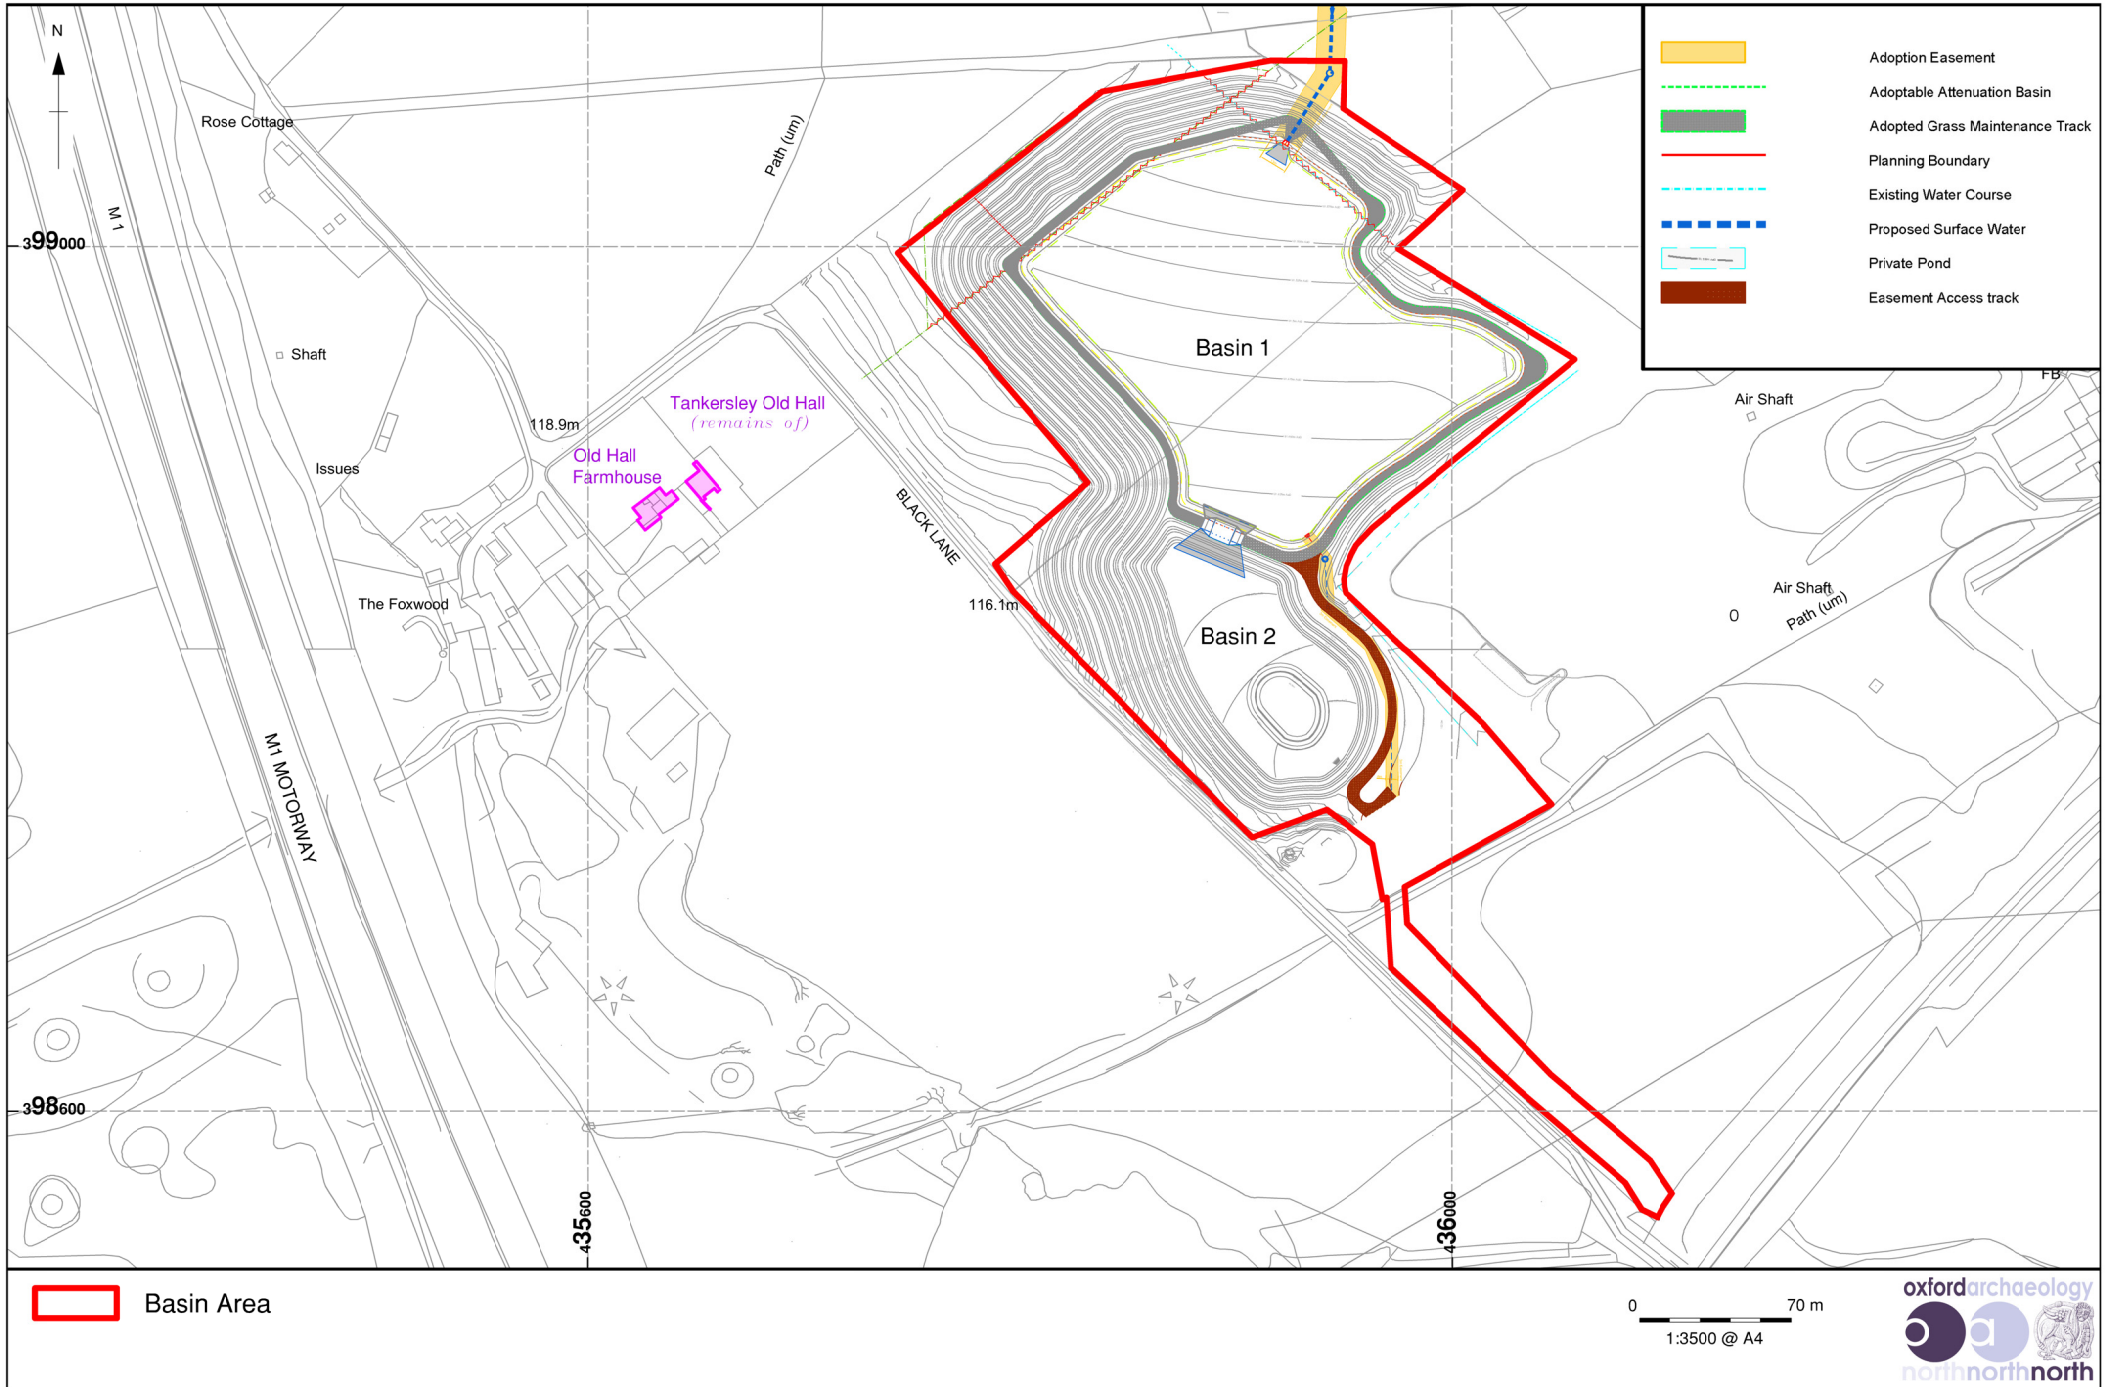 N
Rose Cottage
M 1
Path (um)
399000
Shaft
118.9m
Tankersley Old Hall
(remains of)
Old Hall
Farmhouse
Issues
The Foxwood
BLACK LANE
116.1m
M1 MOTORWAY
Basin 1
Basin 2
Adoption Easement
Adoptable Attenuation Basin
Adopted Grass Maintenance Track
Planning Boundary
Existing Water Course
Proposed Surface Water
Private Pond
Easement Access track
FB
Air Shaft
Air Shaft
Path (um)
398600
435600
436000
Basin Area
0 70 m
1:3500 @ A4
oxfordarchaeology
oa
northnorthnorth